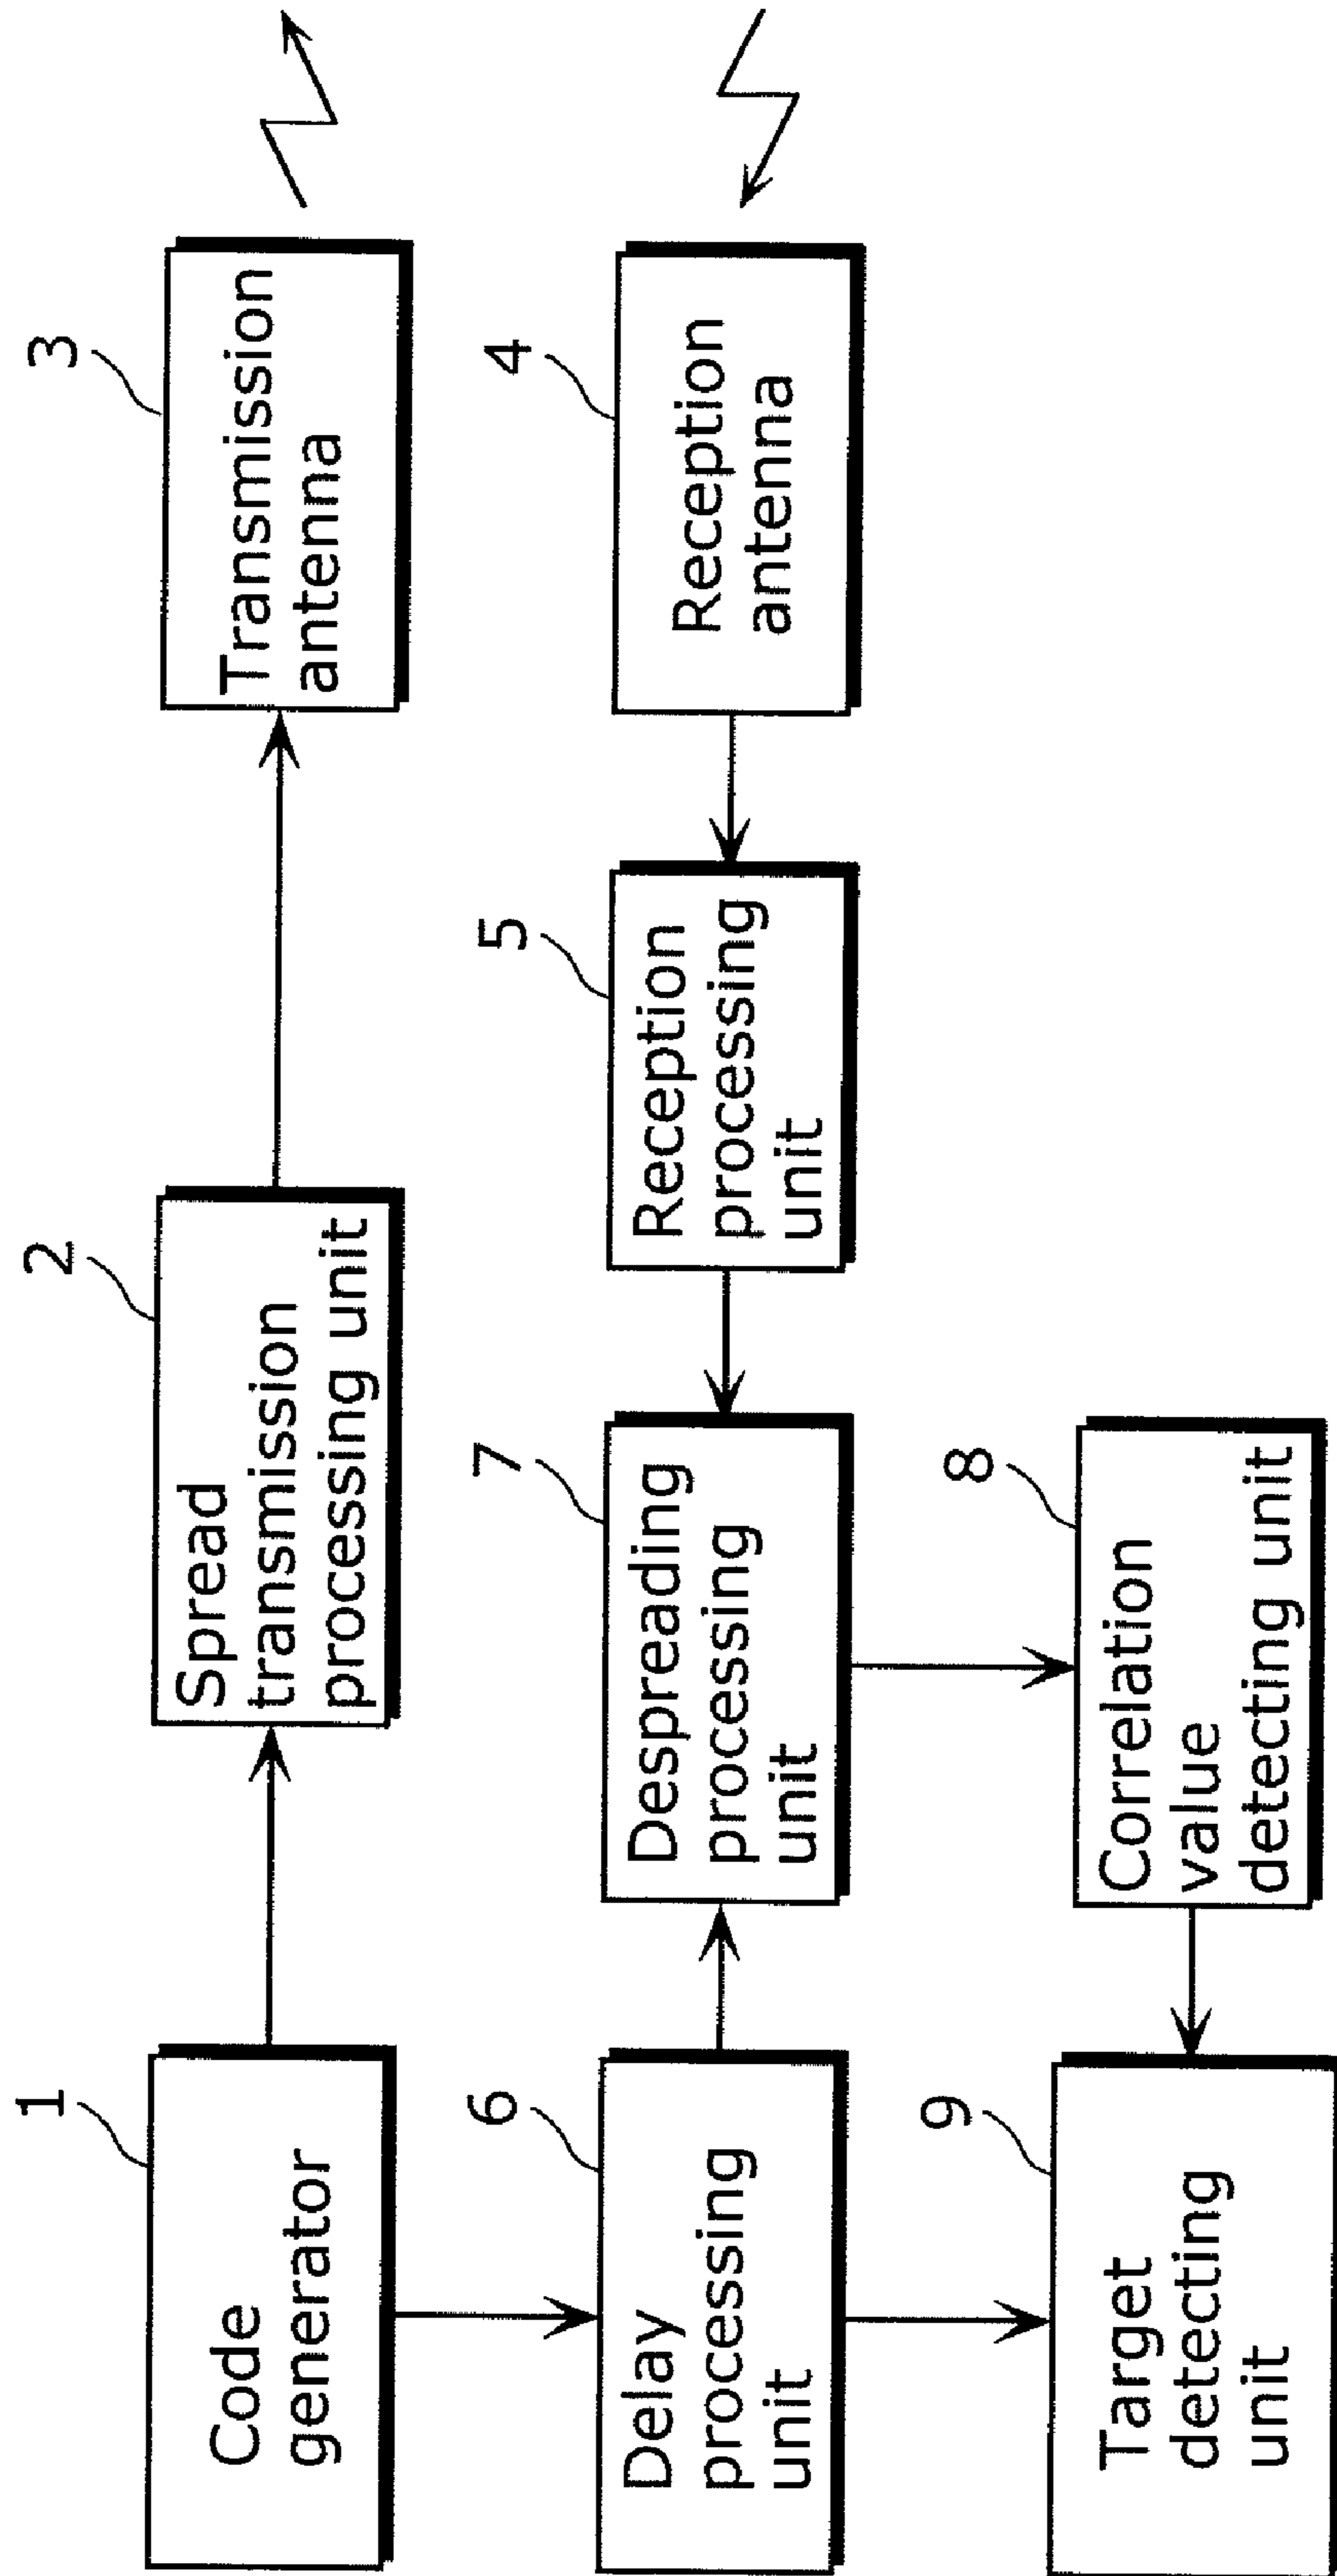 1
Code
generator
2
Spread
transmission
processing unit
3
Transmission
antenna
6
Delay
processing
unit
7
Despreading
processing
unit
5
Reception
processing
unit
4
Reception
antenna
9
Target
detecting
unit
8
Correlation
value
detecting unit